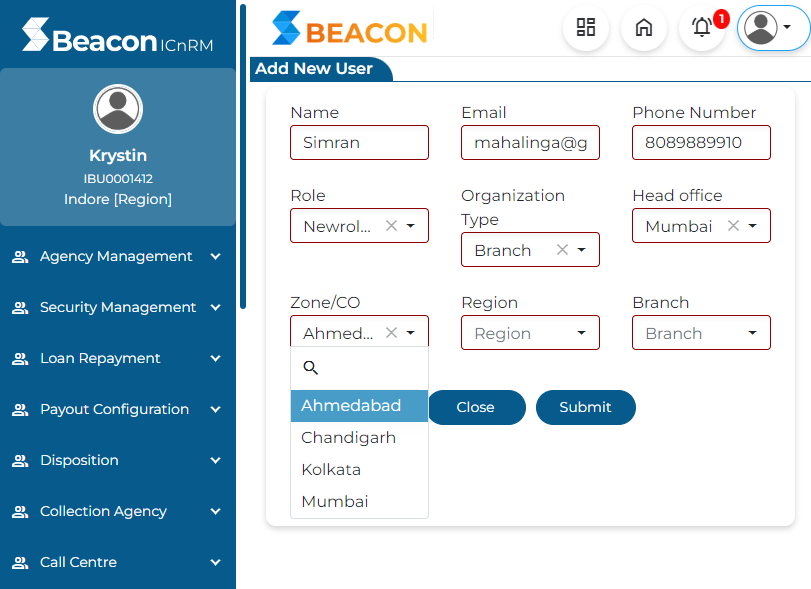 Beacon ICnRM
Krystin
IBU0001412
Indore [Region]
Agency Management
Security Management
Loan Repayment
Payout Configuration
Disposition
Collection Agency
Call Centre
BEACON
1
Add New User
Name
Email
Phone Number
Simran
mahalinga@g
8089889910
Role
Organization
Type
Head office
Newrol...
Branch
Mumbai
Zone/CO
Region
Branch
Ahmed...
Region
Branch
Ahmedabad
Chandigarh
Kolkata
Mumbai
Close
Submit